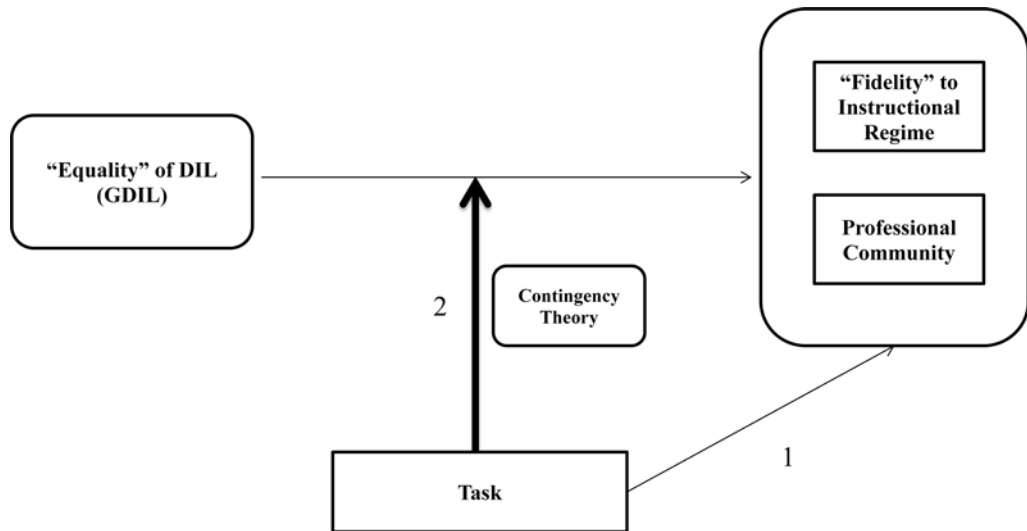 “Fidelity” to
Instructional
Regime
“Equality” of DIL
(GDIL)
Professional
Community
2
Contingency
Theory
1
Task